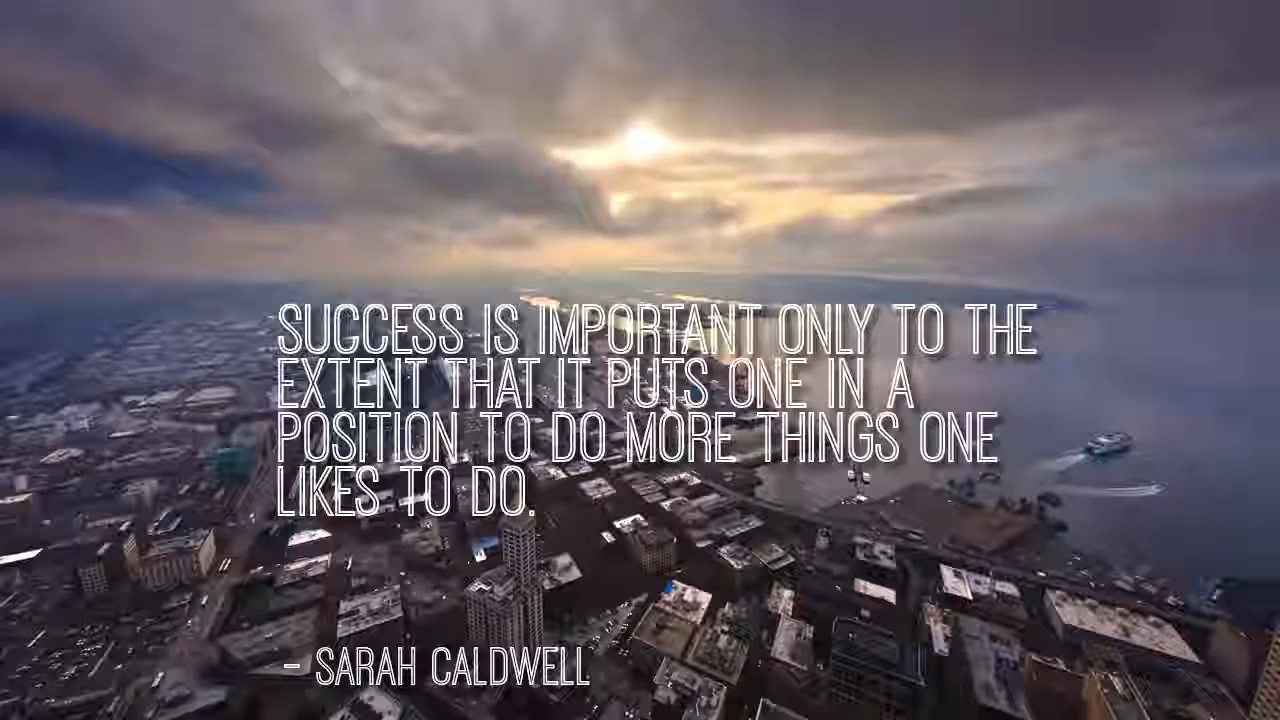 SUCCESS IS IMPORTANT ONLY TO THE
EXTENT THAT IT PUTS ONE IN A
POSITION TO DO MORE THINGS ONE
LIKES TO DO.
- SARAH CALDWELL